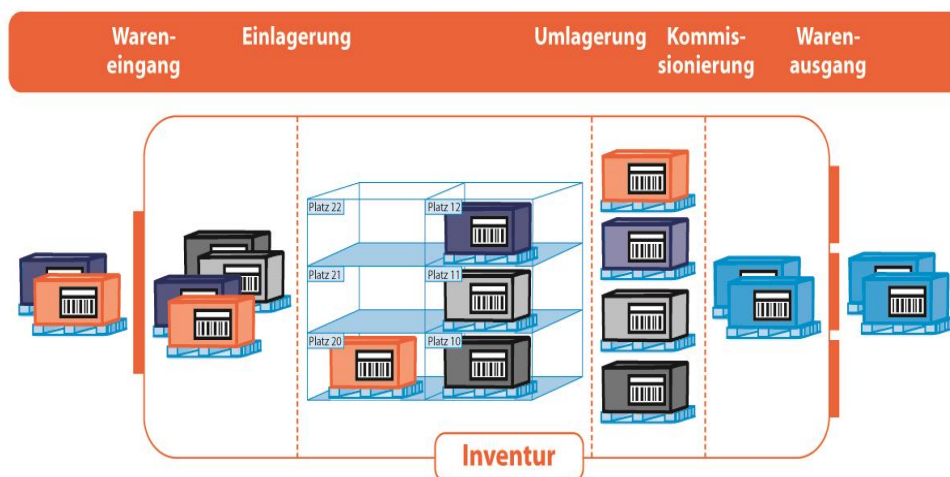 Waren-
eingang
Einlagerung
Umlagerung
Kommis-
sionierung
Waren-
ausgang
Platz 22
Platz 12
Platz 21
Platz 11
Platz 20
Platz 10
Inventur